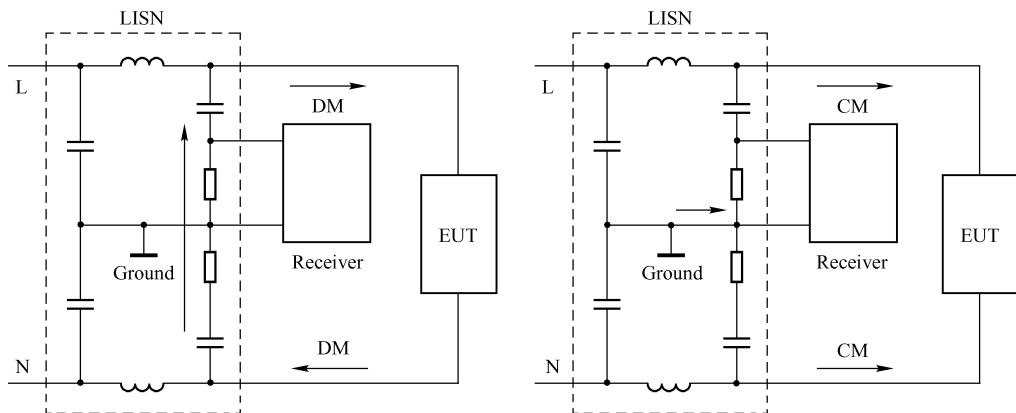 LISN
L
DM
EUT
Ground
Receiver
DM
N
LISN
L
CM
EUT
Ground
Receiver
CM
N